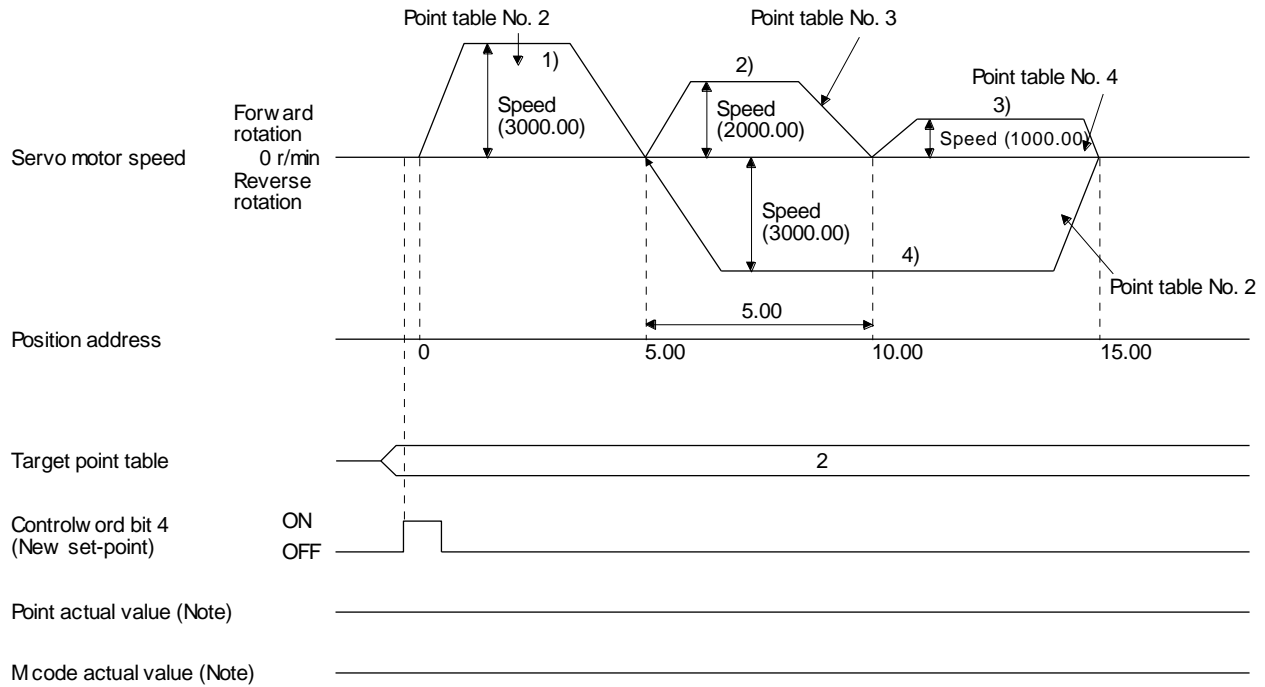 Point table No. 2
Point table No. 3
1)
2)
Point table No. 4
3)
Forward
rotation
Speed
(3000.00)
Speed
(2000.00)
Speed (1000.00)
Servo motor speed
0 r/min
Reverse
rotation
Speed
(3000.00)
4)
Point table No. 2
5.00
Position address
0
5.00
10.00
15.00
Target point table
2
Controlword bit 4
(New set-point)
ON
OFF
Point actual value (Note)
M code actual value (Note)